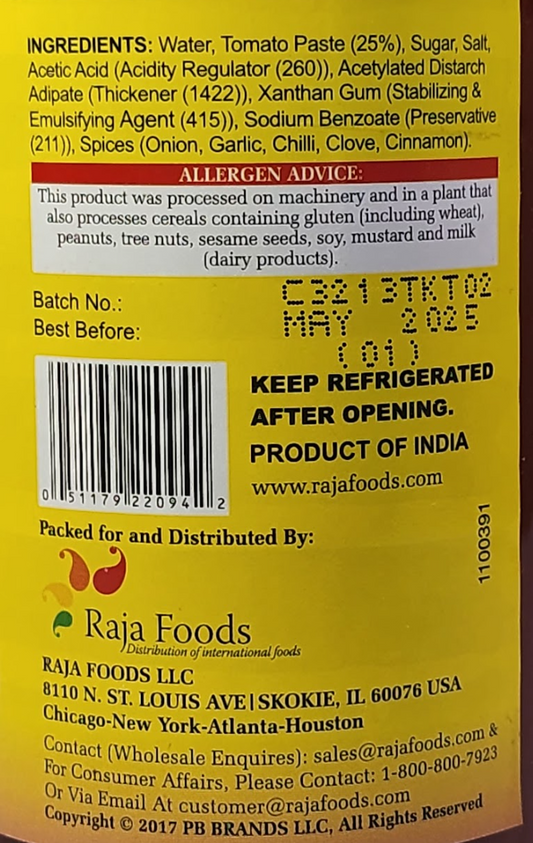 INGREDIENTS: Water, Tomato Paste (25%), Sugar, Salt,
Acetic Acid (Acidity Regulator (260)), Acetylated Distarch
Adipate (Thickener (1422)), Xanthan Gum (Stabilizing &
Emulsifying Agent (415)), Sodium Benzoate (Preservative
(211)), Spices (Onion, Garlic, Chilli, Clove, Cinnamon).
ALLERGEN ADVICE:
This product was processed on machinery and in a plant that
also processes cereals containing gluten (including wheat),
peanuts, tree nuts, sesame seeds, soy, mustard and milk
(dairy products).
Batch No.: C3213TKT02
Best Before: MAY 2025
(01)
KEEP REFRIGERATED
AFTER OPENING.
PRODUCT OF INDIA
www.rajafoods.com
0 51179 22094 2
1100391
Packed for and Distributed By:
Raja Foods
Distribution of international foods
RAJA FOODS LLC
8110 N. ST. LOUIS AVE | SKOKIE, IL 60076 USA
Chicago-New York-Atlanta-Houston
Contact (Wholesale Enquires): sales@rajafoods.com &
For Consumer Affairs, Please Contact: 1-800-800-7923
Or Via Email At customer@rajafoods.com
Copyright © 2017 PB BRANDS LLC, All Rights Reserved